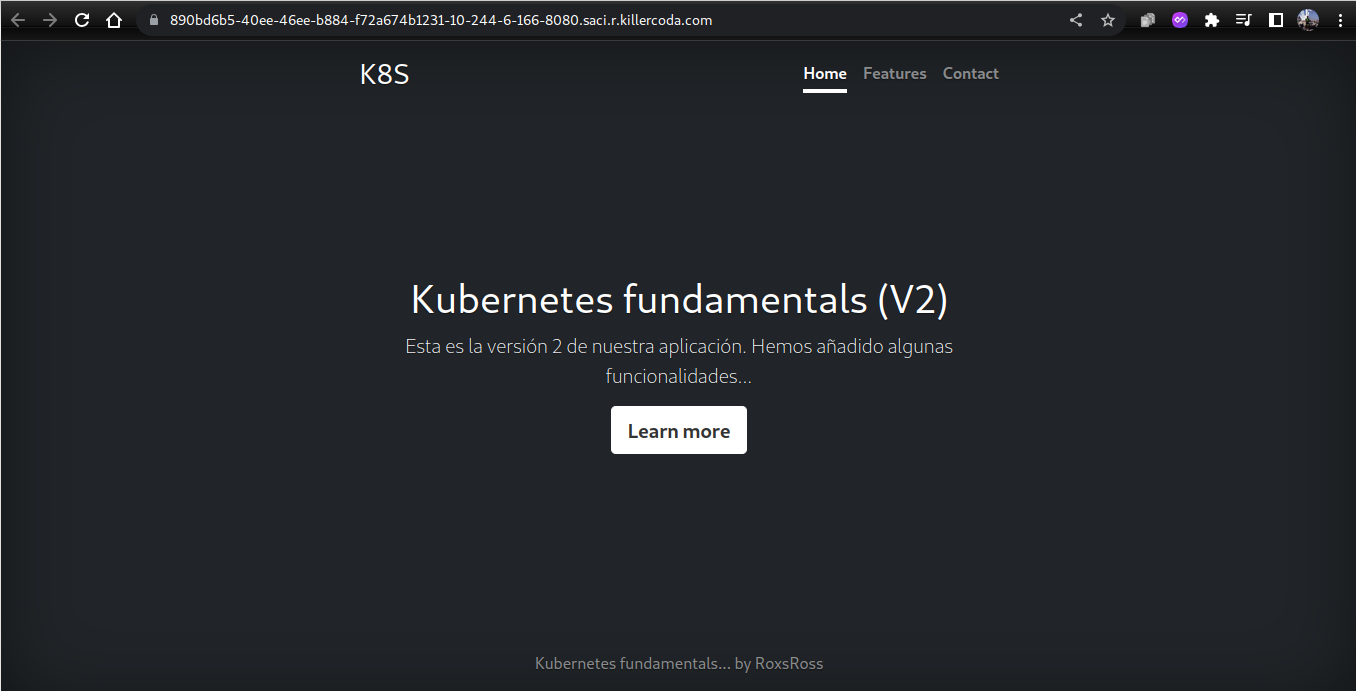 890bd6b5-40ee-46ee-b884-f72a674b1231-10-244-6-166-8080.saci.r.killercoda.com
K8S
Home Features Contact
Kubernetes fundamentals (V2)
Esta es la versión 2 de nuestra aplicación. Hemos añadido algunas
funcionalidades...
Learn more
Kubernetes fundamentals... by RoxsRoss